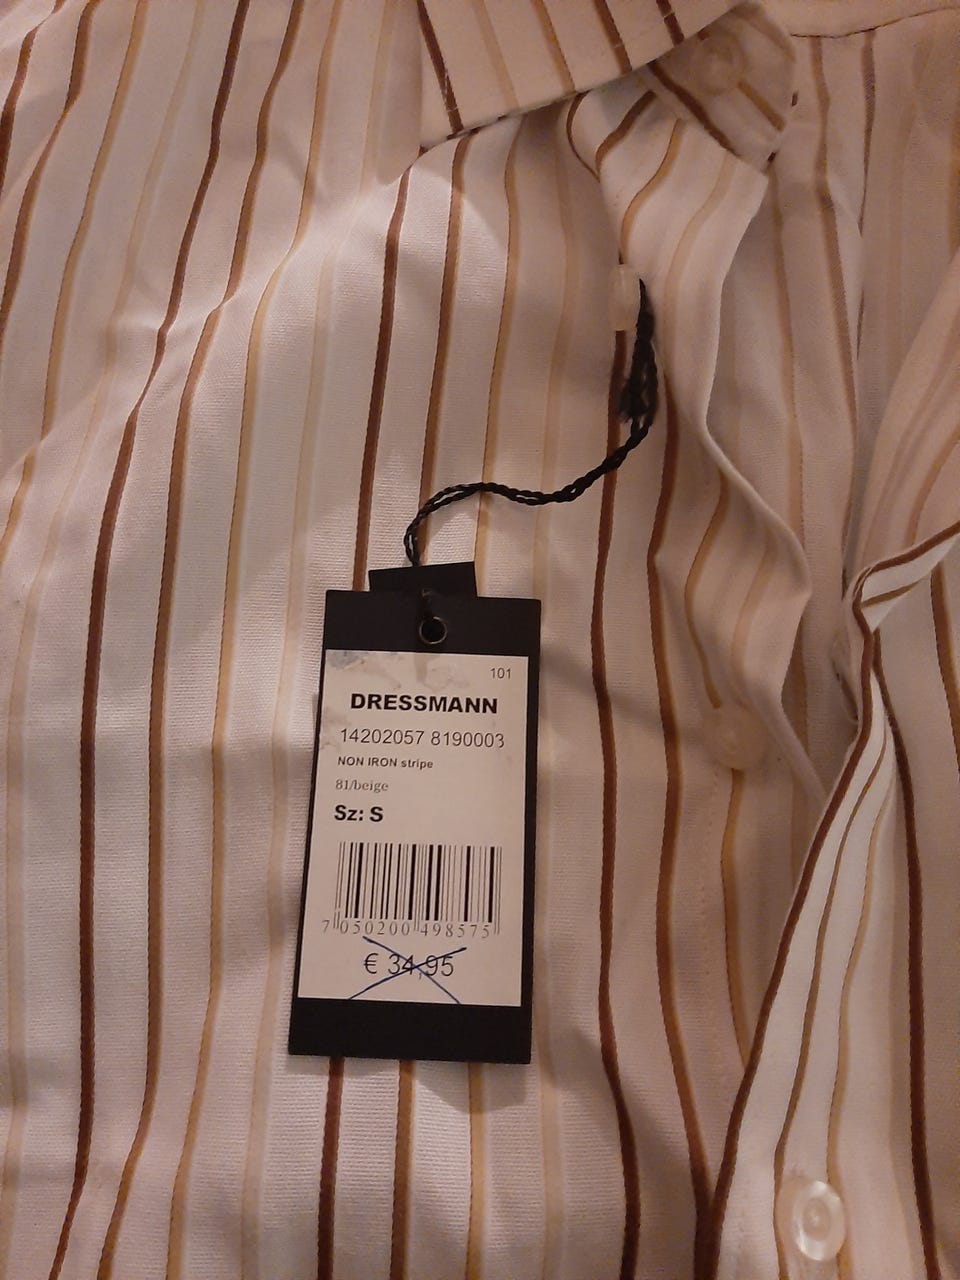 101
DRESSMANN
14202057 8190003
NON IRON stripe
81/beige
Sz: S
7 050200 498575
€ 34,95